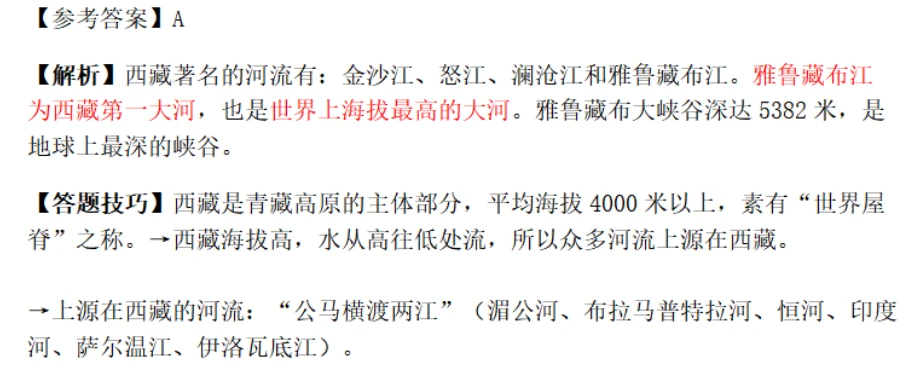 【参考答案】A
【解析】西藏著名的河流有：金沙江、怒江、澜沧江和雅鲁藏布江。雅鲁藏布江
为西藏第一大河，也是世界上海拔最高的大河。雅鲁藏布大峡谷深达 5382 米，是
地球上最深的峡谷。
【答题技巧】西藏是青藏高原的主体部分，平均海拔 4000 米以上，素有“世界屋
脊”之称。→西藏海拔高，水从高往低处流，所以众多河流上源在西藏。
→上源在西藏的河流：“公马横渡两江”（湄公河、布拉马普特拉河、恒河、印度
河、萨尔温江、伊洛瓦底江）。